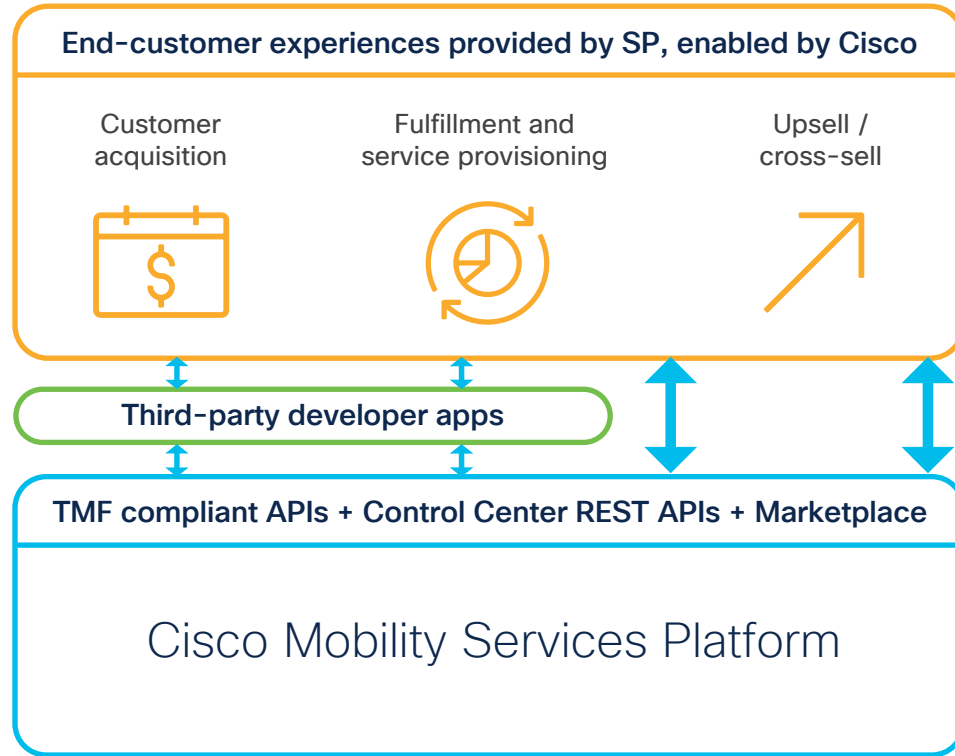 End-customer experiences provided by SP, enabled by Cisco
Customer
acquisition
Fulfillment and
service provisioning
Upsell /
cross-sell
$
Third-party developer apps
TMF compliant APIs + Control Center REST APIs + Marketplace
Cisco Mobility Services Platform